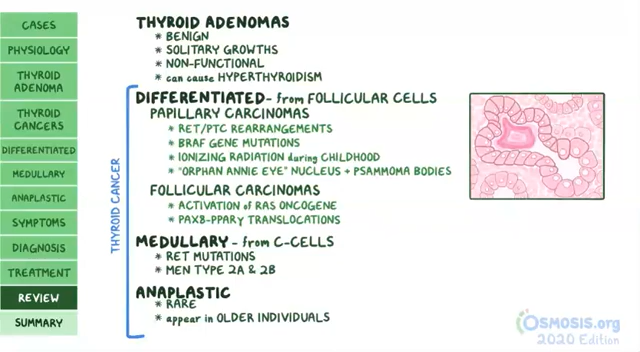 CASES
PHYSIOLOGY
THYROID
ADENOMA
THYROID
CANCERS
DIFFERENTIATED
MEDULLARY
ANAPLASTIC
SYMPTOMS
DIAGNOSIS
TREATMENT
REVIEW
SUMMARY
THYROID ADENOMAS
* BENIGN
* SOLITARY GROWTHS
* NON-FUNCTIONAL
* can cause HYPERTHYROIDISM
THYROID CANCER
DIFFERENTIATED - from FOLLICULAR CELLS
PAPILLARY CARCINOMAS
* RET/PTC REARRANGEMENTS
* BRAF GENE MUTATIONS
* IONIZING RADIATION during CHILDHOOD
* "ORPHAN ANNIE EYE" NUCLEUS + PSAMMOMA BODIES
FOLLICULAR CARCINOMAS
* ACTIVATION of RAS ONCOGENE
* PAX8-PPARγ TRANSLOCATIONS
MEDULLARY - from C-CELLS
* RET MUTATIONS
* MEN TYPE 2A & 2B
ANAPLASTIC
* RARE
* appear in OLDER INDIVIDUALS
OSMOSIS.org
2020 Edition